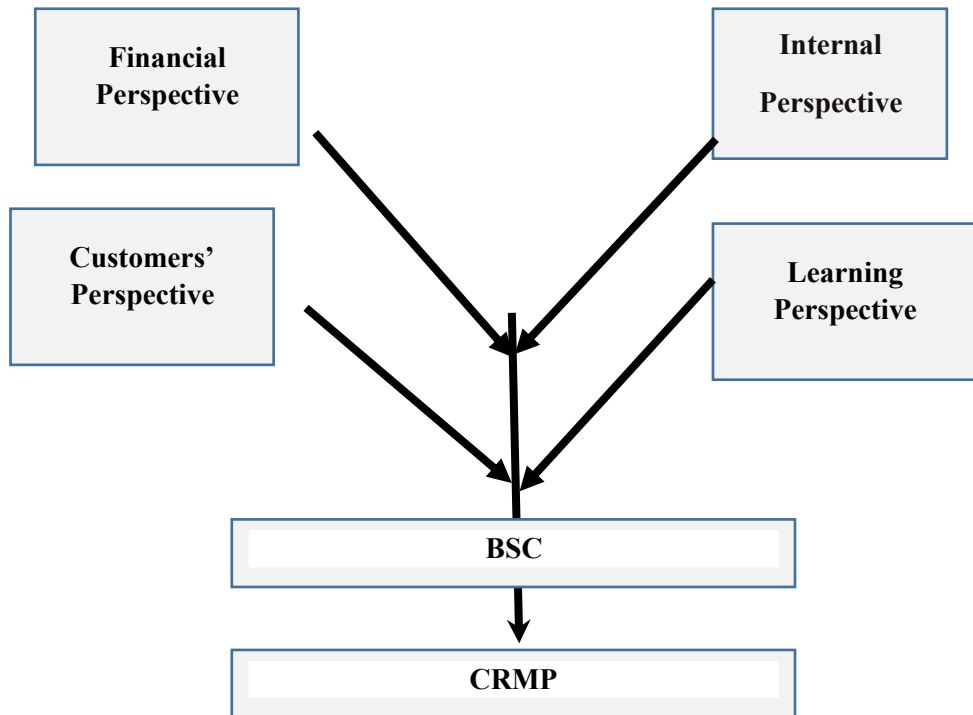 Financial
Perspective
Internal
Perspective
Customers’
Perspective
Learning
Perspective
BSC
CRMP